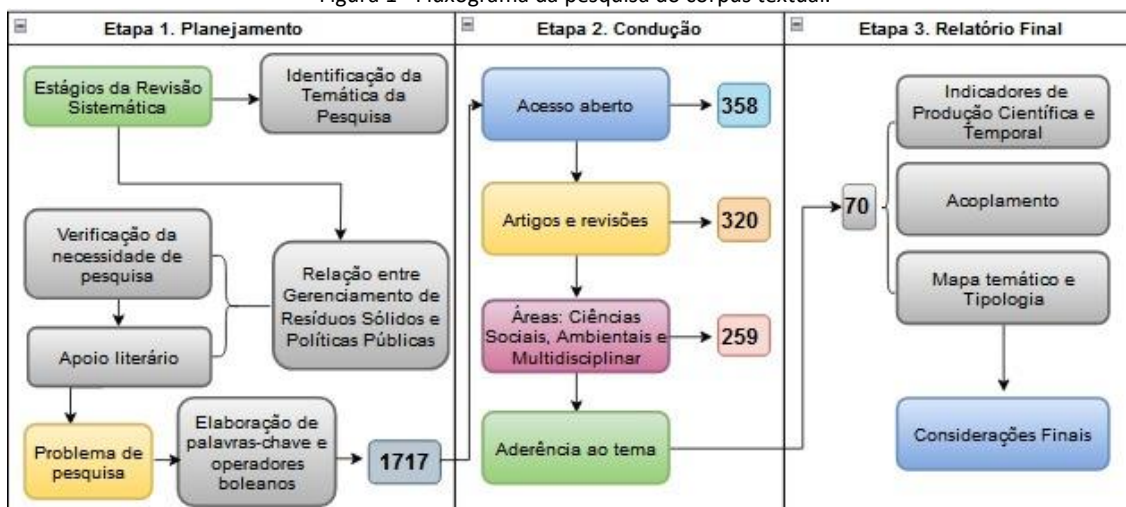 Figura 1 - Fluxograma da pesquisa do corpus textual.
Etapa 1. Planejamento
Estágios da Revisão
Sistemática
Identificação da
Temática da
Pesquisa
Verificação da
necessidade de
pesquisa
Apoio literário
Relação entre
Gerenciamento de
Resíduos Sólidos e
Políticas Públicas
Problema de
pesquisa
Elaboração de
palavras-chave e
operadores
boleanos
1717
Etapa 2. Condução
Acesso aberto
358
Artigos e revisões
320
Áreas: Ciências
Sociais, Ambientais e
Multidisciplinar
259
Aderência ao tema
Etapa 3. Relatório Final
70
Indicadores de
Produção Científica e
Temporal
Acoplamento
Mapa temático e
Tipologia
Considerações Finais